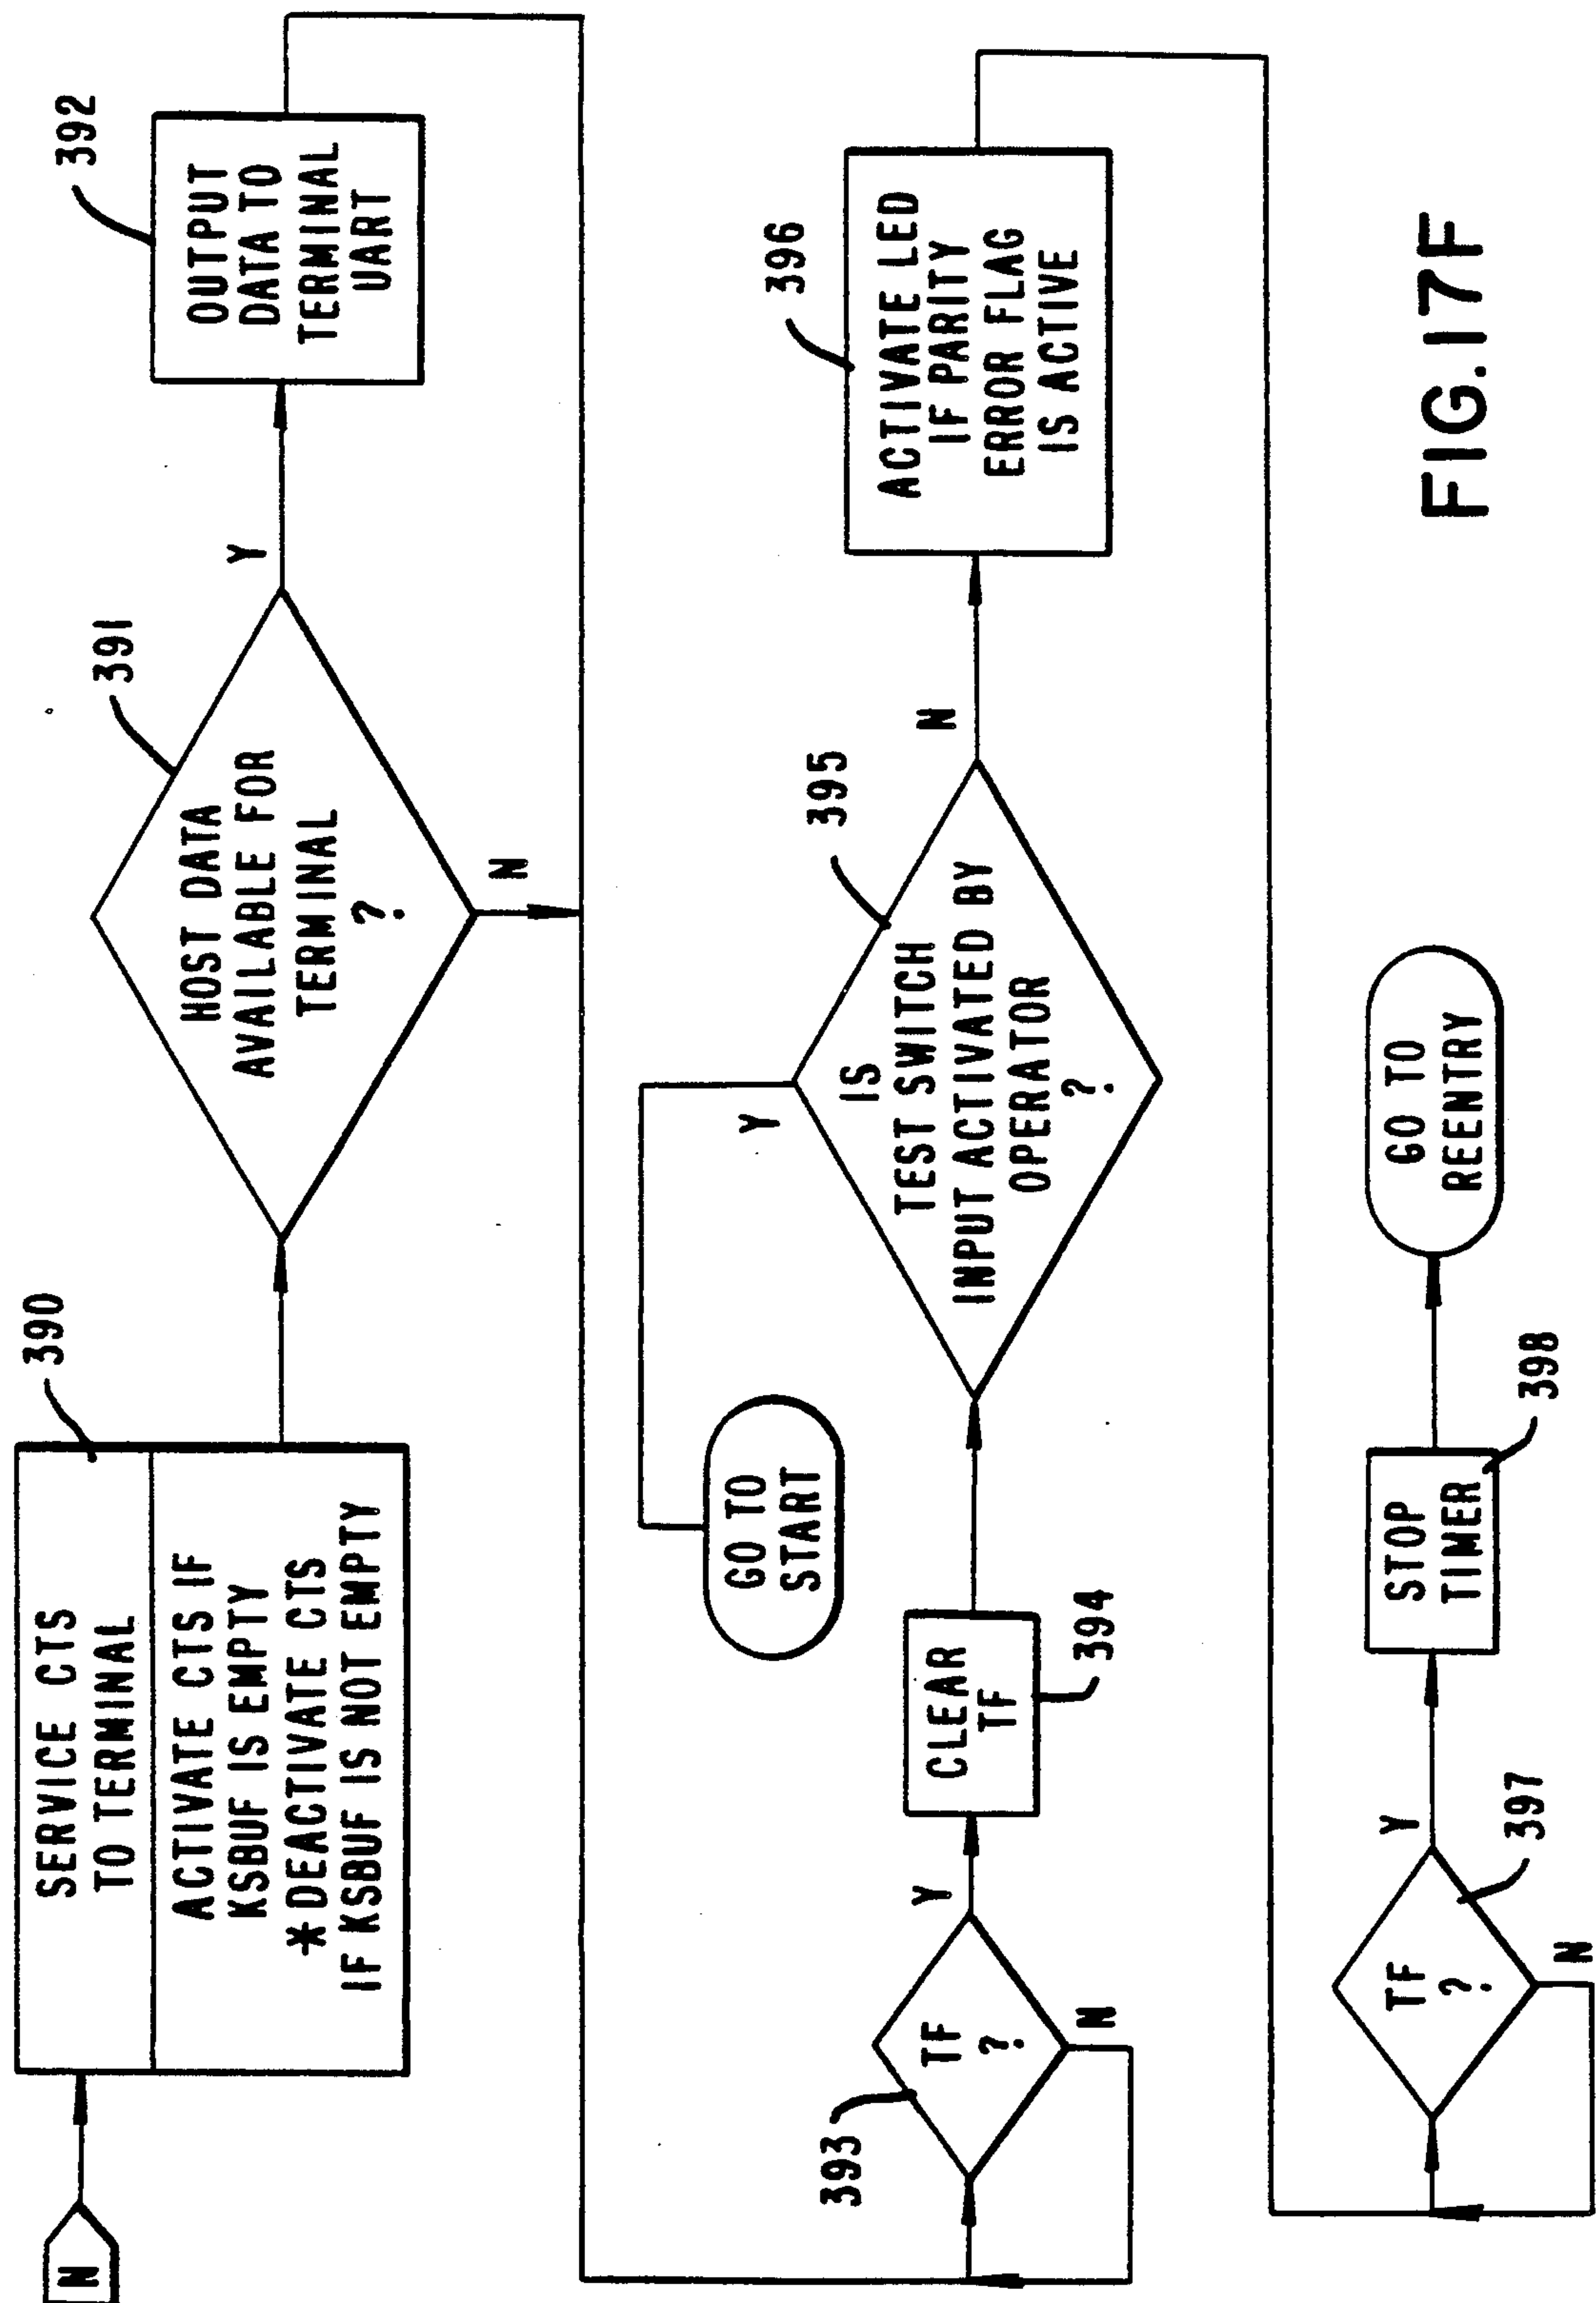 N
390
SERVICE CTS
TO TERMINAL
ACTIVATE CTS IF
KSBUF IS EMPTY
*DEACTIVATE CTS
IF KSBUF IS NOT EMPTY
391
HOST DATA
AVAILABLE FOR
TERMINAL
?
Y
N
392
OUTPUT
DATA TO
TERMINAL
UART
393
TF
?
Y
N
CLEAR
TF
394
GO TO
START
Y
395
IS
TEST SWITCH
INPUT ACTIVATED BY
OPERATOR
?
N
396
ACTIVATE LED
IF PARITY
ERROR FLAG
IS ACTIVE
TF
?
397
Y
N
STOP
TIMER
398
GO TO
REENTRY
FIG.17F